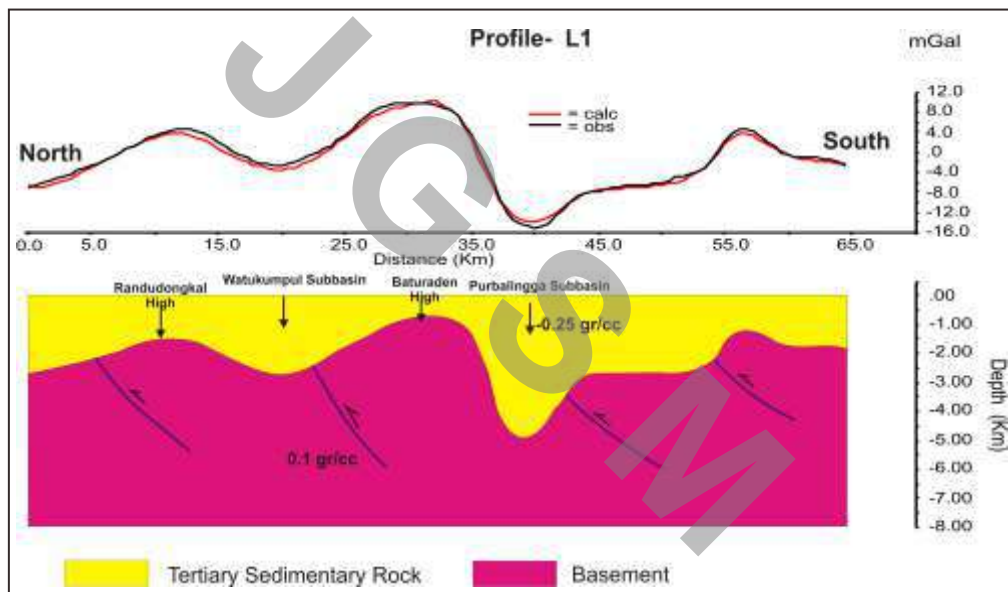 Profile- L1
mGal
12.0
8.0
4.0
.0
-4.0
-8.0
-12.0
-16.0
= calc
= obs
North
South
0.0 5.0 15.0 25.0 35.0 45.0 55.0 65.0
Distance (Km)
Randudongkal
High
Watukumpul Subbasin
Baturaden
High
Purbalingga Subbasin
-0.25 gr/cc
0.1 gr/cc
.00
-1.00
-2.00
-3.00
-4.00
-5.00
-6.00
-7.00
-8.00
Depth (Km)
Tertiary Sedimentary Rock
Basement
JGSM